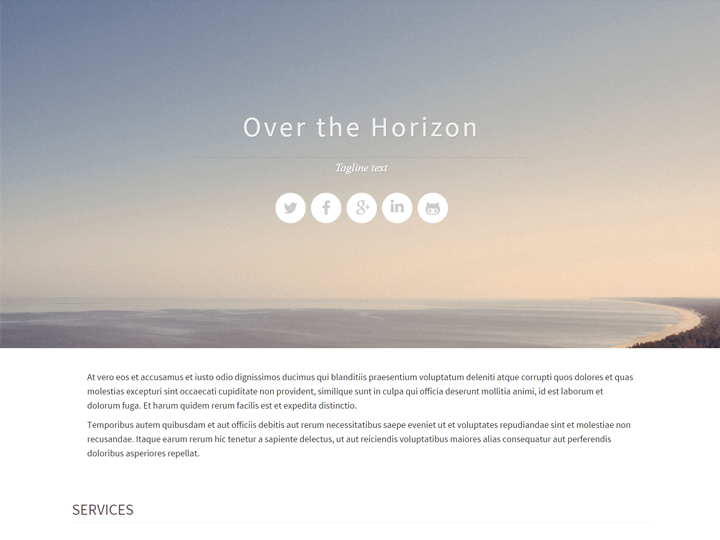 Over the Horizon
Tagline text
At vero eos et accusamus et iusto odio dignissimos ducimus qui blanditiis praesentium voluptatum deleniti atque corrupti quos dolores et quas
molestias excepturi sint occaecati cupiditate non provident, similique sunt in culpa qui officia deserunt mollitia animi, id est laborum et
dolorum fuga. Et harum quidem rerum facilis est et expedita distinctio.
Temporibus autem quibusdam et aut officiis debitis aut rerum necessitatibus saepe eveniet ut et voluptates repudiandae sint et molestiae non
recusandae. Itaque earum rerum hic tenetur a sapiente delectus, ut aut reiciendis voluptatibus maiores alias consequatur aut perferendis
doloribus asperiores repellat.
SERVICES